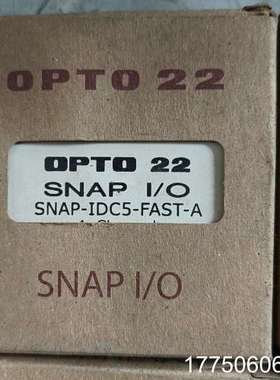 OPTO 22
OPTO 22
SNAP I/O
SNAP-IDC5-FAST-A
SNAP I/O
17750606